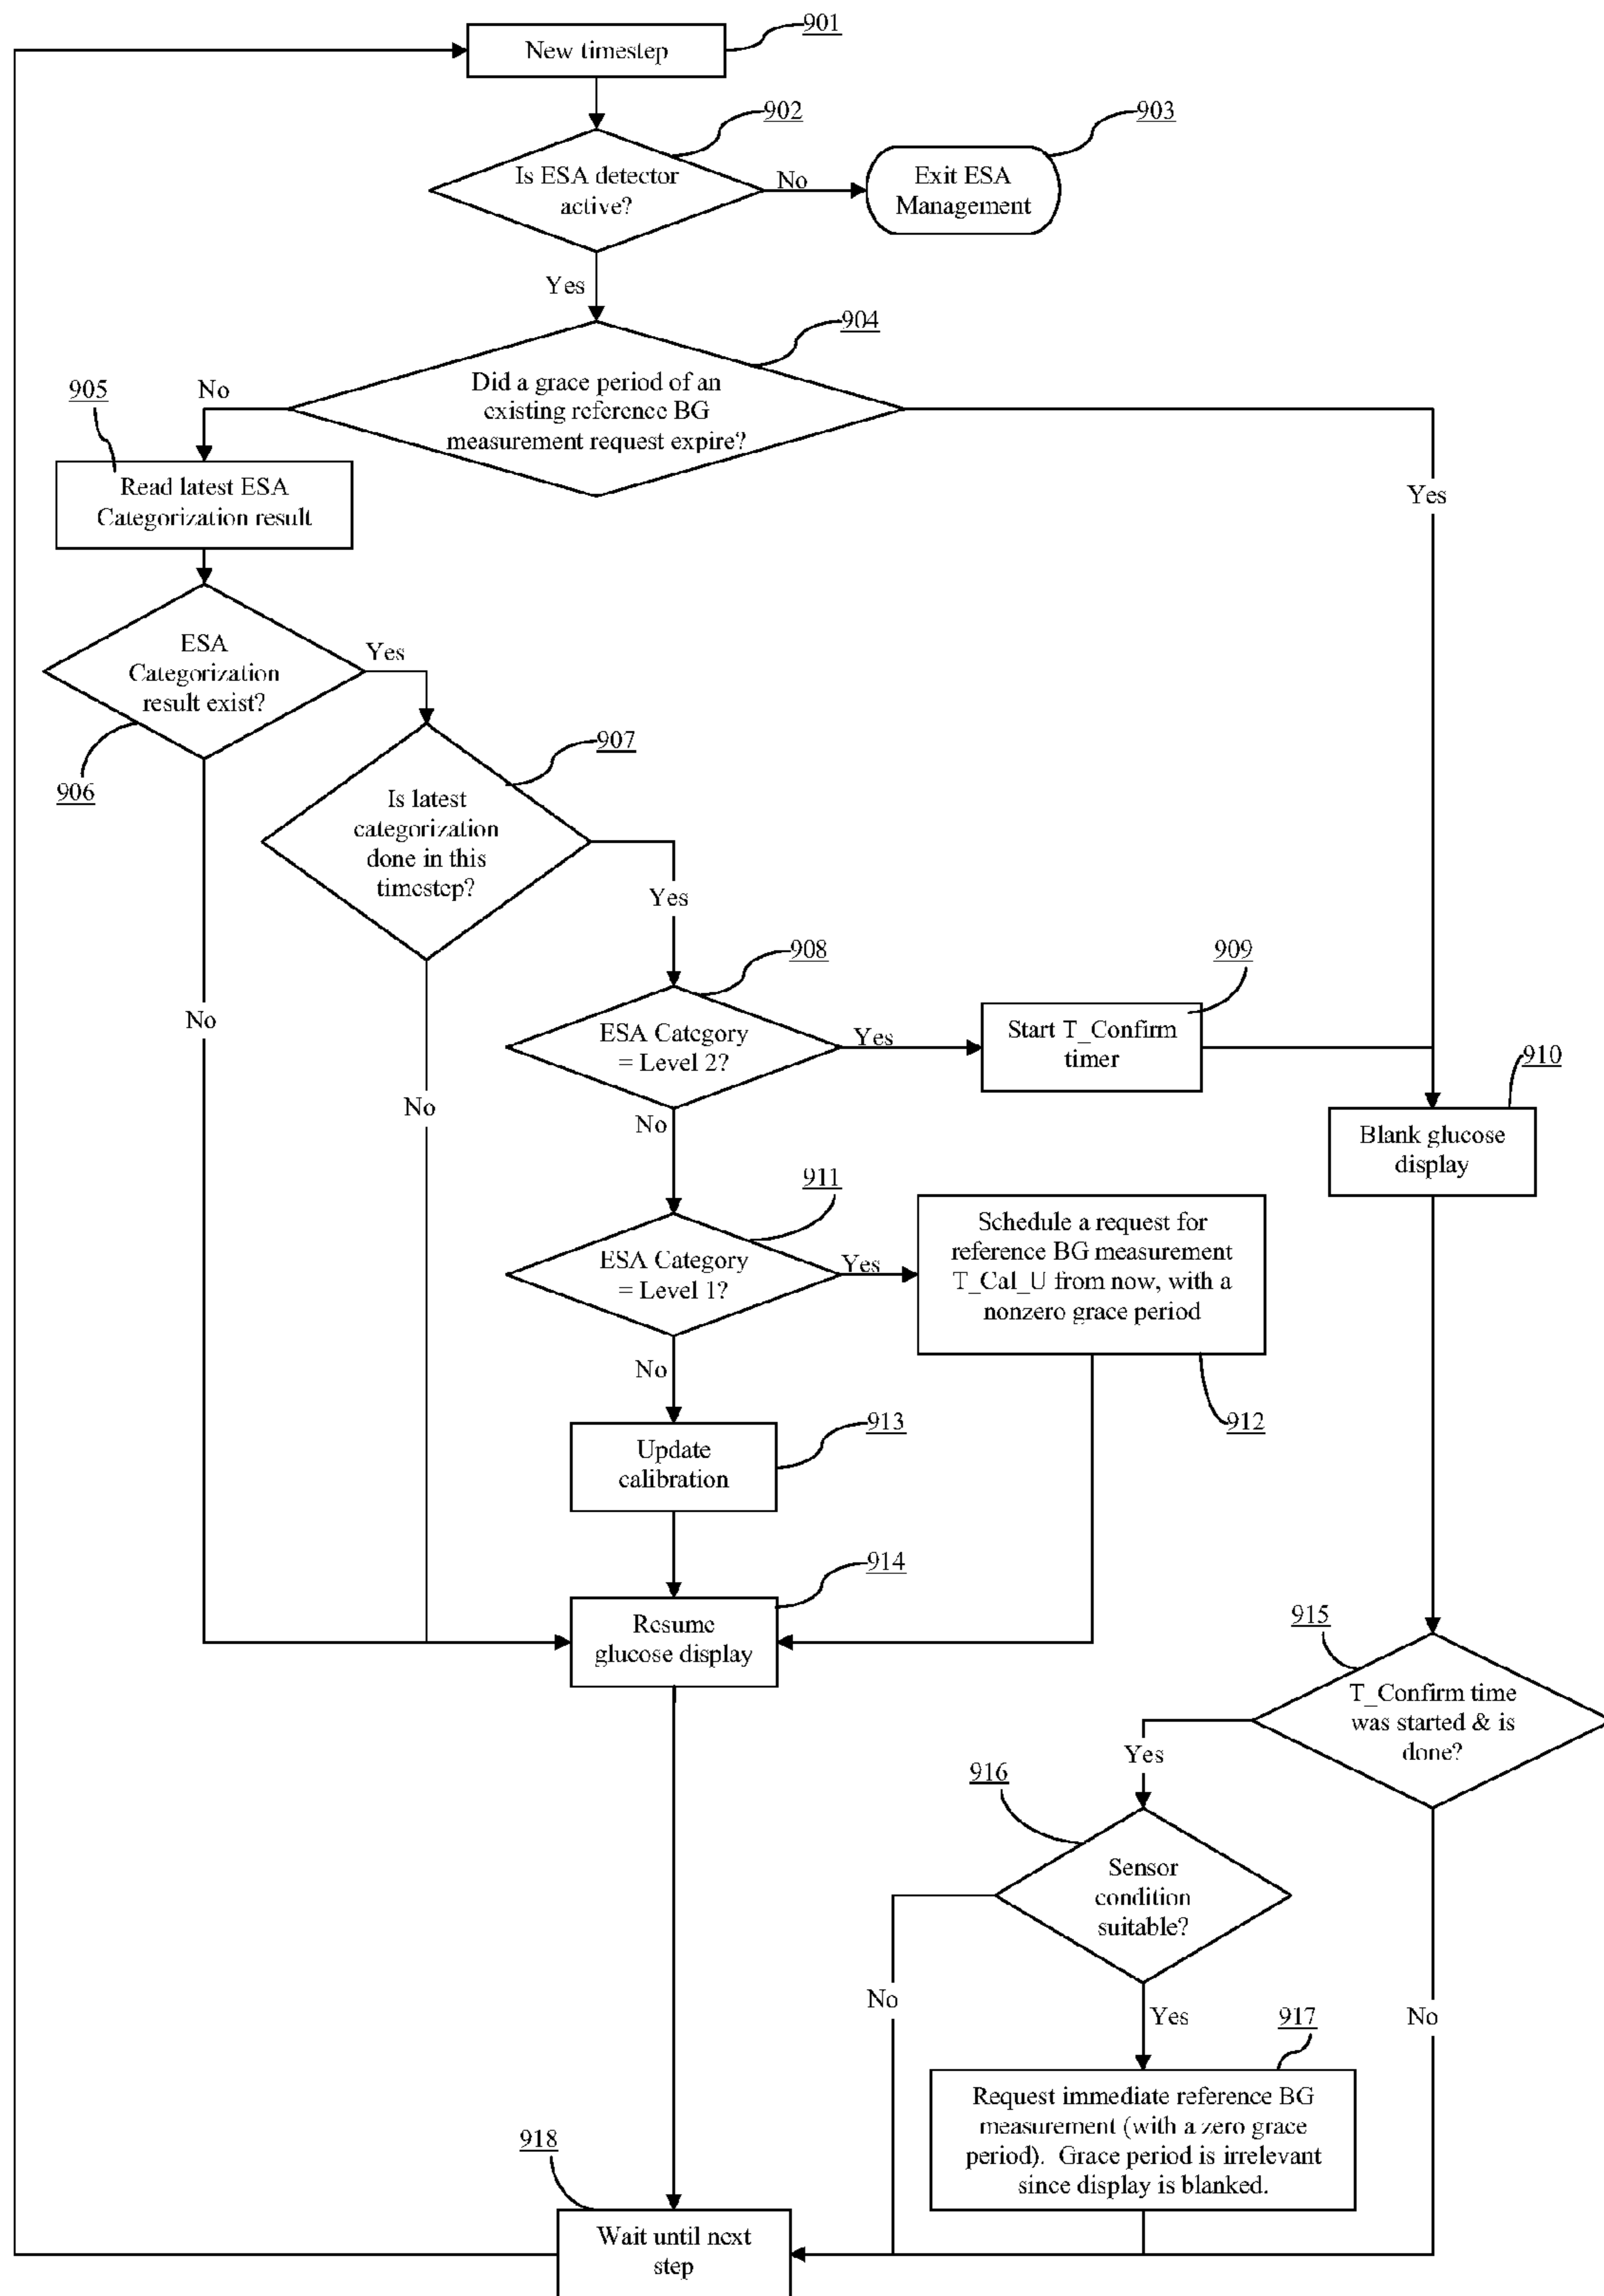 901
New timestep
902
903
Is ESA detector
active?
No
Exit ESA
Management
Yes
904
905
No
Did a grace period of an
existing reference BG
measurement request expire?
Read latest ESA
Categorization result
Yes
ESA
Categorization
result exist?
Yes
906
907
Is latest
categorization
done in this
timestep?
Yes
908
909
No
ESA Category
= Level 2?
Yes
Start T_Confirm
timer
910
No
No
Blank glucose
display
911
ESA Category
= Level 1?
Yes
Schedule a request for
reference BG measurement
T_Cal_U from now, with a
nonzero grace period
No
912
913
Update
calibration
914
Resume
glucose display
915
T_Confirm time
was started & is
done?
Yes
916
Sensor
condition
suitable?
No
Yes
No
917
Request immediate reference BG
measurement (with a zero grace
period). Grace period is irrelevant
since display is blanked.
918
Wait until next
step